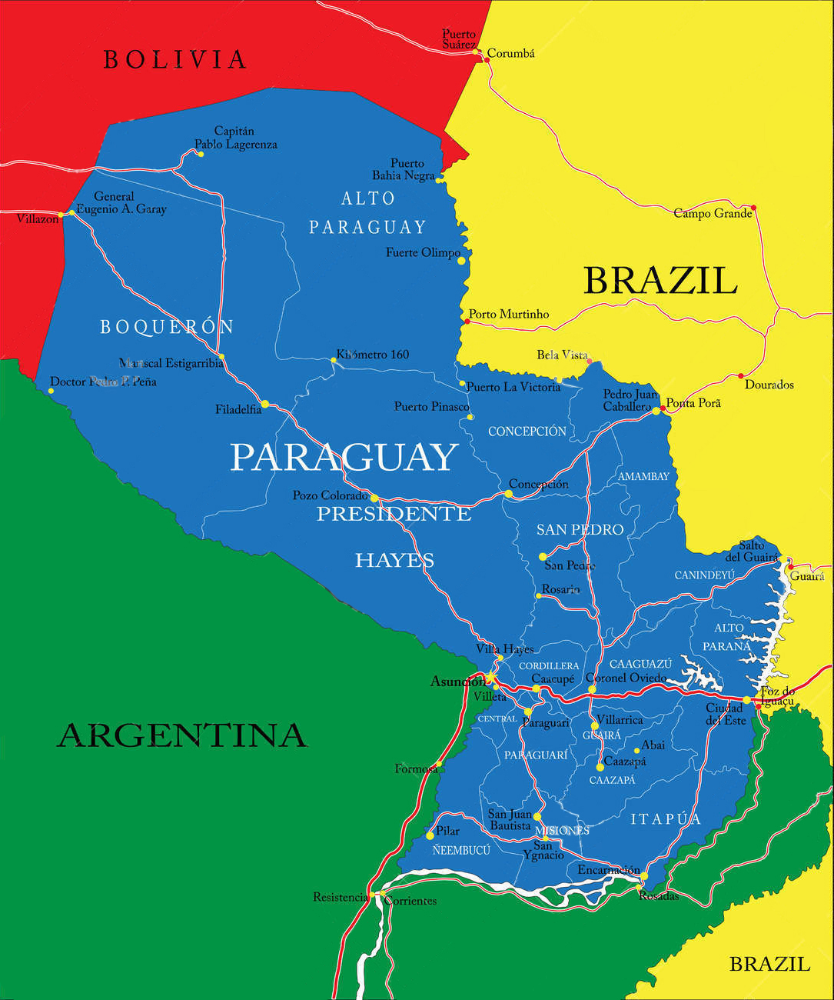 Puerto
Suárez
Corumbá
BOLIVIA
Capitán
Pablo Lagerenza
Puerto
Bahia Negra
General
Eugenio A. Garay
Villazon
ALTO
PARAGUAY
Campo Grande
Fuerte Olimpo
BRAZIL
Porto Murtinho
BOQUERÓN
Mariscal Estigarribia
Kilómetro 160
Bela Vista
Doctor Pedro P. Peña
Puerto La Victoria
Dourados
Filadelfia
Puerto Pinasco
Pedro Juan
Caballero
Ponta Porã
CONCEPCIÓN
PARAGUAY
AMAMBAY
Concepción
Pozo Colorado
PRESIDENTE
HAYES
SAN PEDRO
San Pedro
Salto
del Guairá
Guairá
CANINDEYÚ
Rosario
ALTO
PARANÁ
Villa Hayes
CORDILLERA
CAAGUAZÚ
Asunción
Caacupé
Coronel Oviedo
Villeta
Foz do
Iguaçu
Ciudad
del Este
CENTRAL
Paraguari
Villarrica
GUAIRÁ
ARGENTINA
Abai
PARAGUARÍ
Caazapá
CAAZAPÁ
Formosa
San Juan
Bautista
MISIONES
ITAPÚA
Pilar
ÑEEMBUCÚ
San
Ygnacio
Encarnación
Resistencia
Corrientes
Rosadas
BRAZIL